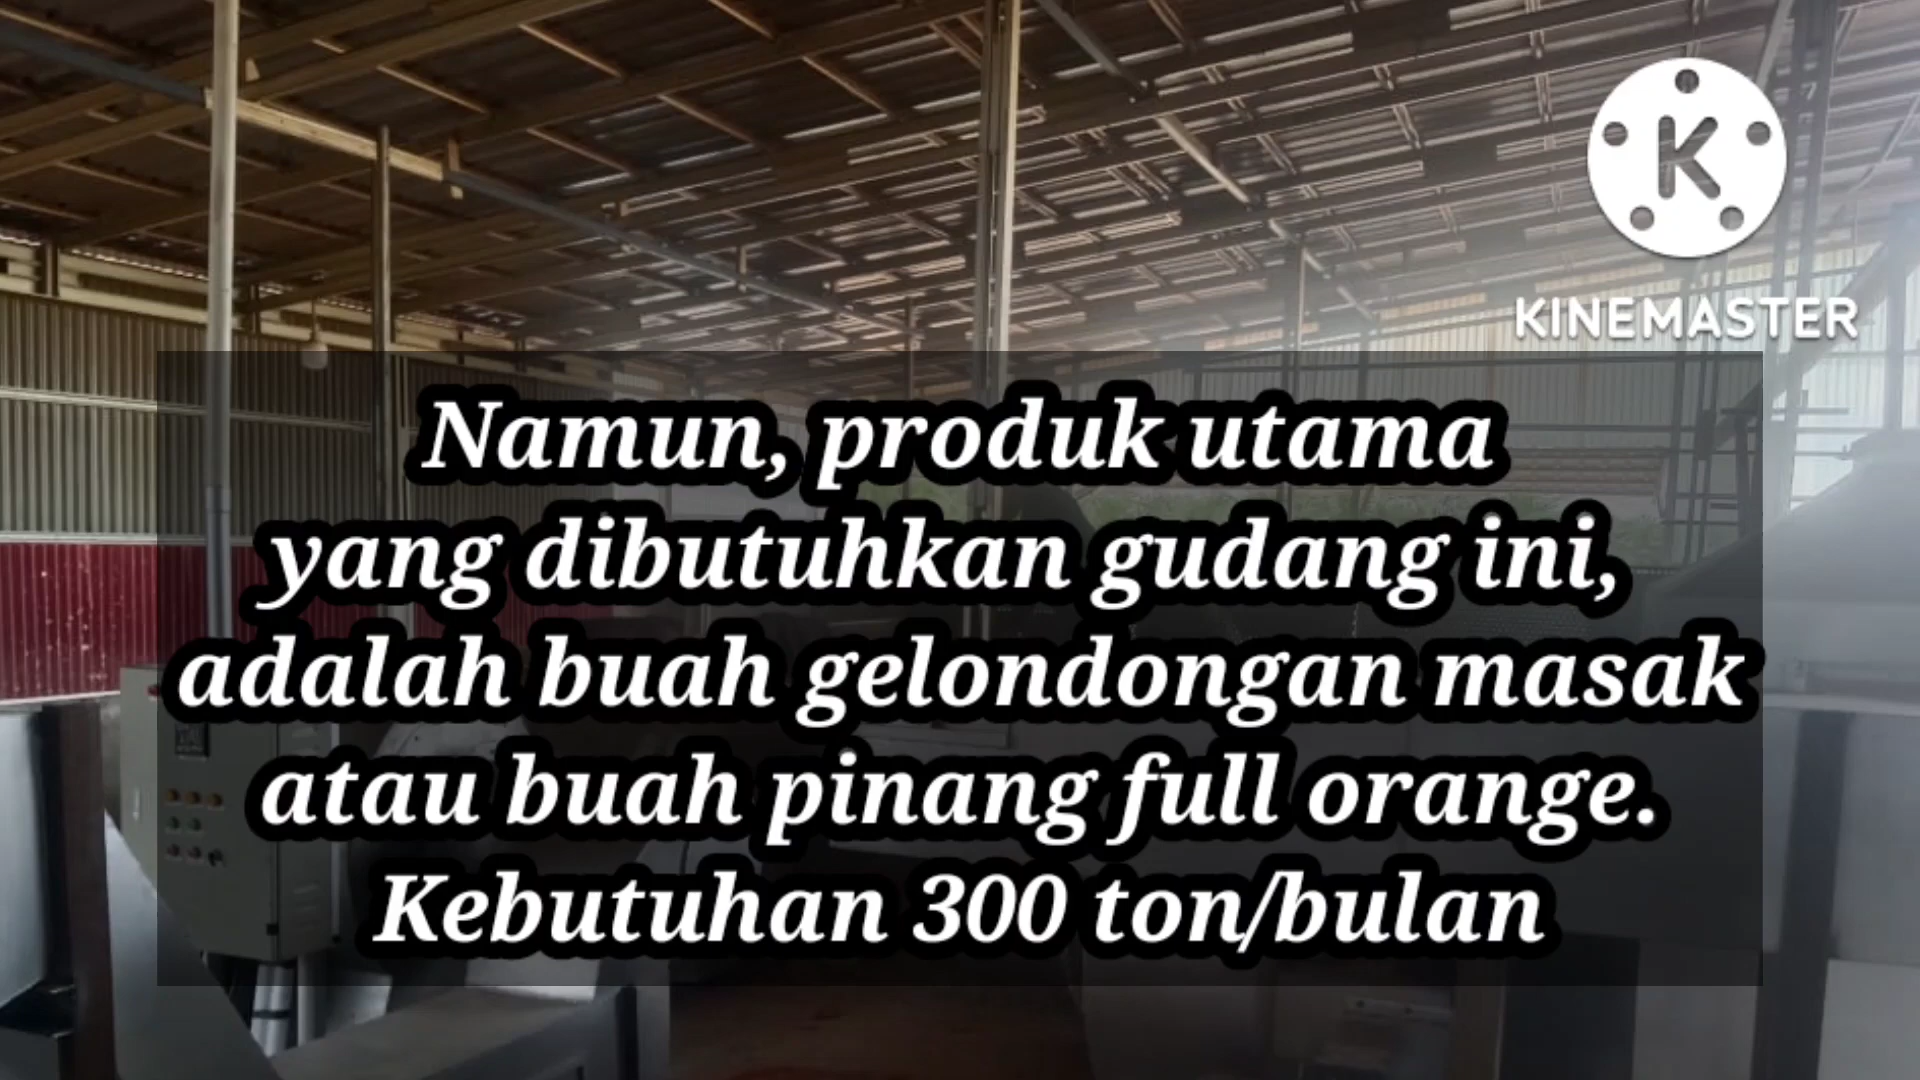 K
KINEMASTER
Namun, produk utama
yang dibutuhkan gudang ini,
adalah buah gelondongan masak
atau buah pinang full orange.
Kebutuhan 300 ton/bulan